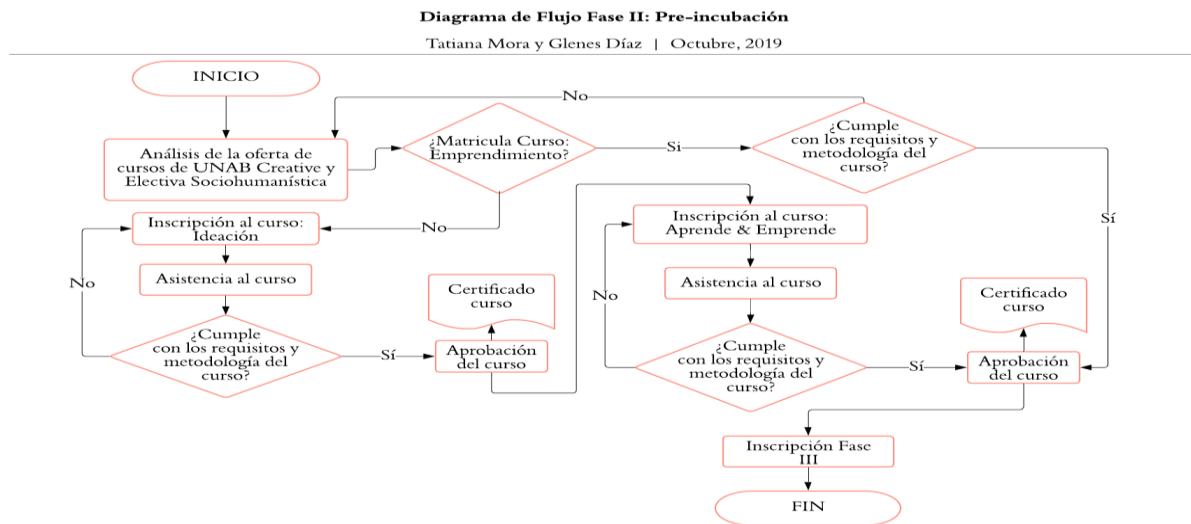 Diagrama de Flujo Fase II: Pre-incubación
Tatiana Mora y Glenes Díaz | Octubre, 2019
INICIO
No
Análisis de la oferta de
cursos de UNAB Creative y
Electiva Sociohumanística
¿Matricula Curso:
Emprendimiento?
Si
¿Cumple
con los requisitos y
metodología del
curso?
Sí
No
Inscripción al curso:
Ideación
Asistencia al curso
No
¿Cumple
con los requisitos y
metodología del
curso?
Sí
Certificado
curso
Aprobación
del curso
Inscripción al curso:
Aprende & Emprende
Asistencia al curso
No
¿Cumple
con los requisitos y
metodología del
curso?
Sí
Certificado
curso
Aprobación
del curso
Inscripción Fase
III
FIN